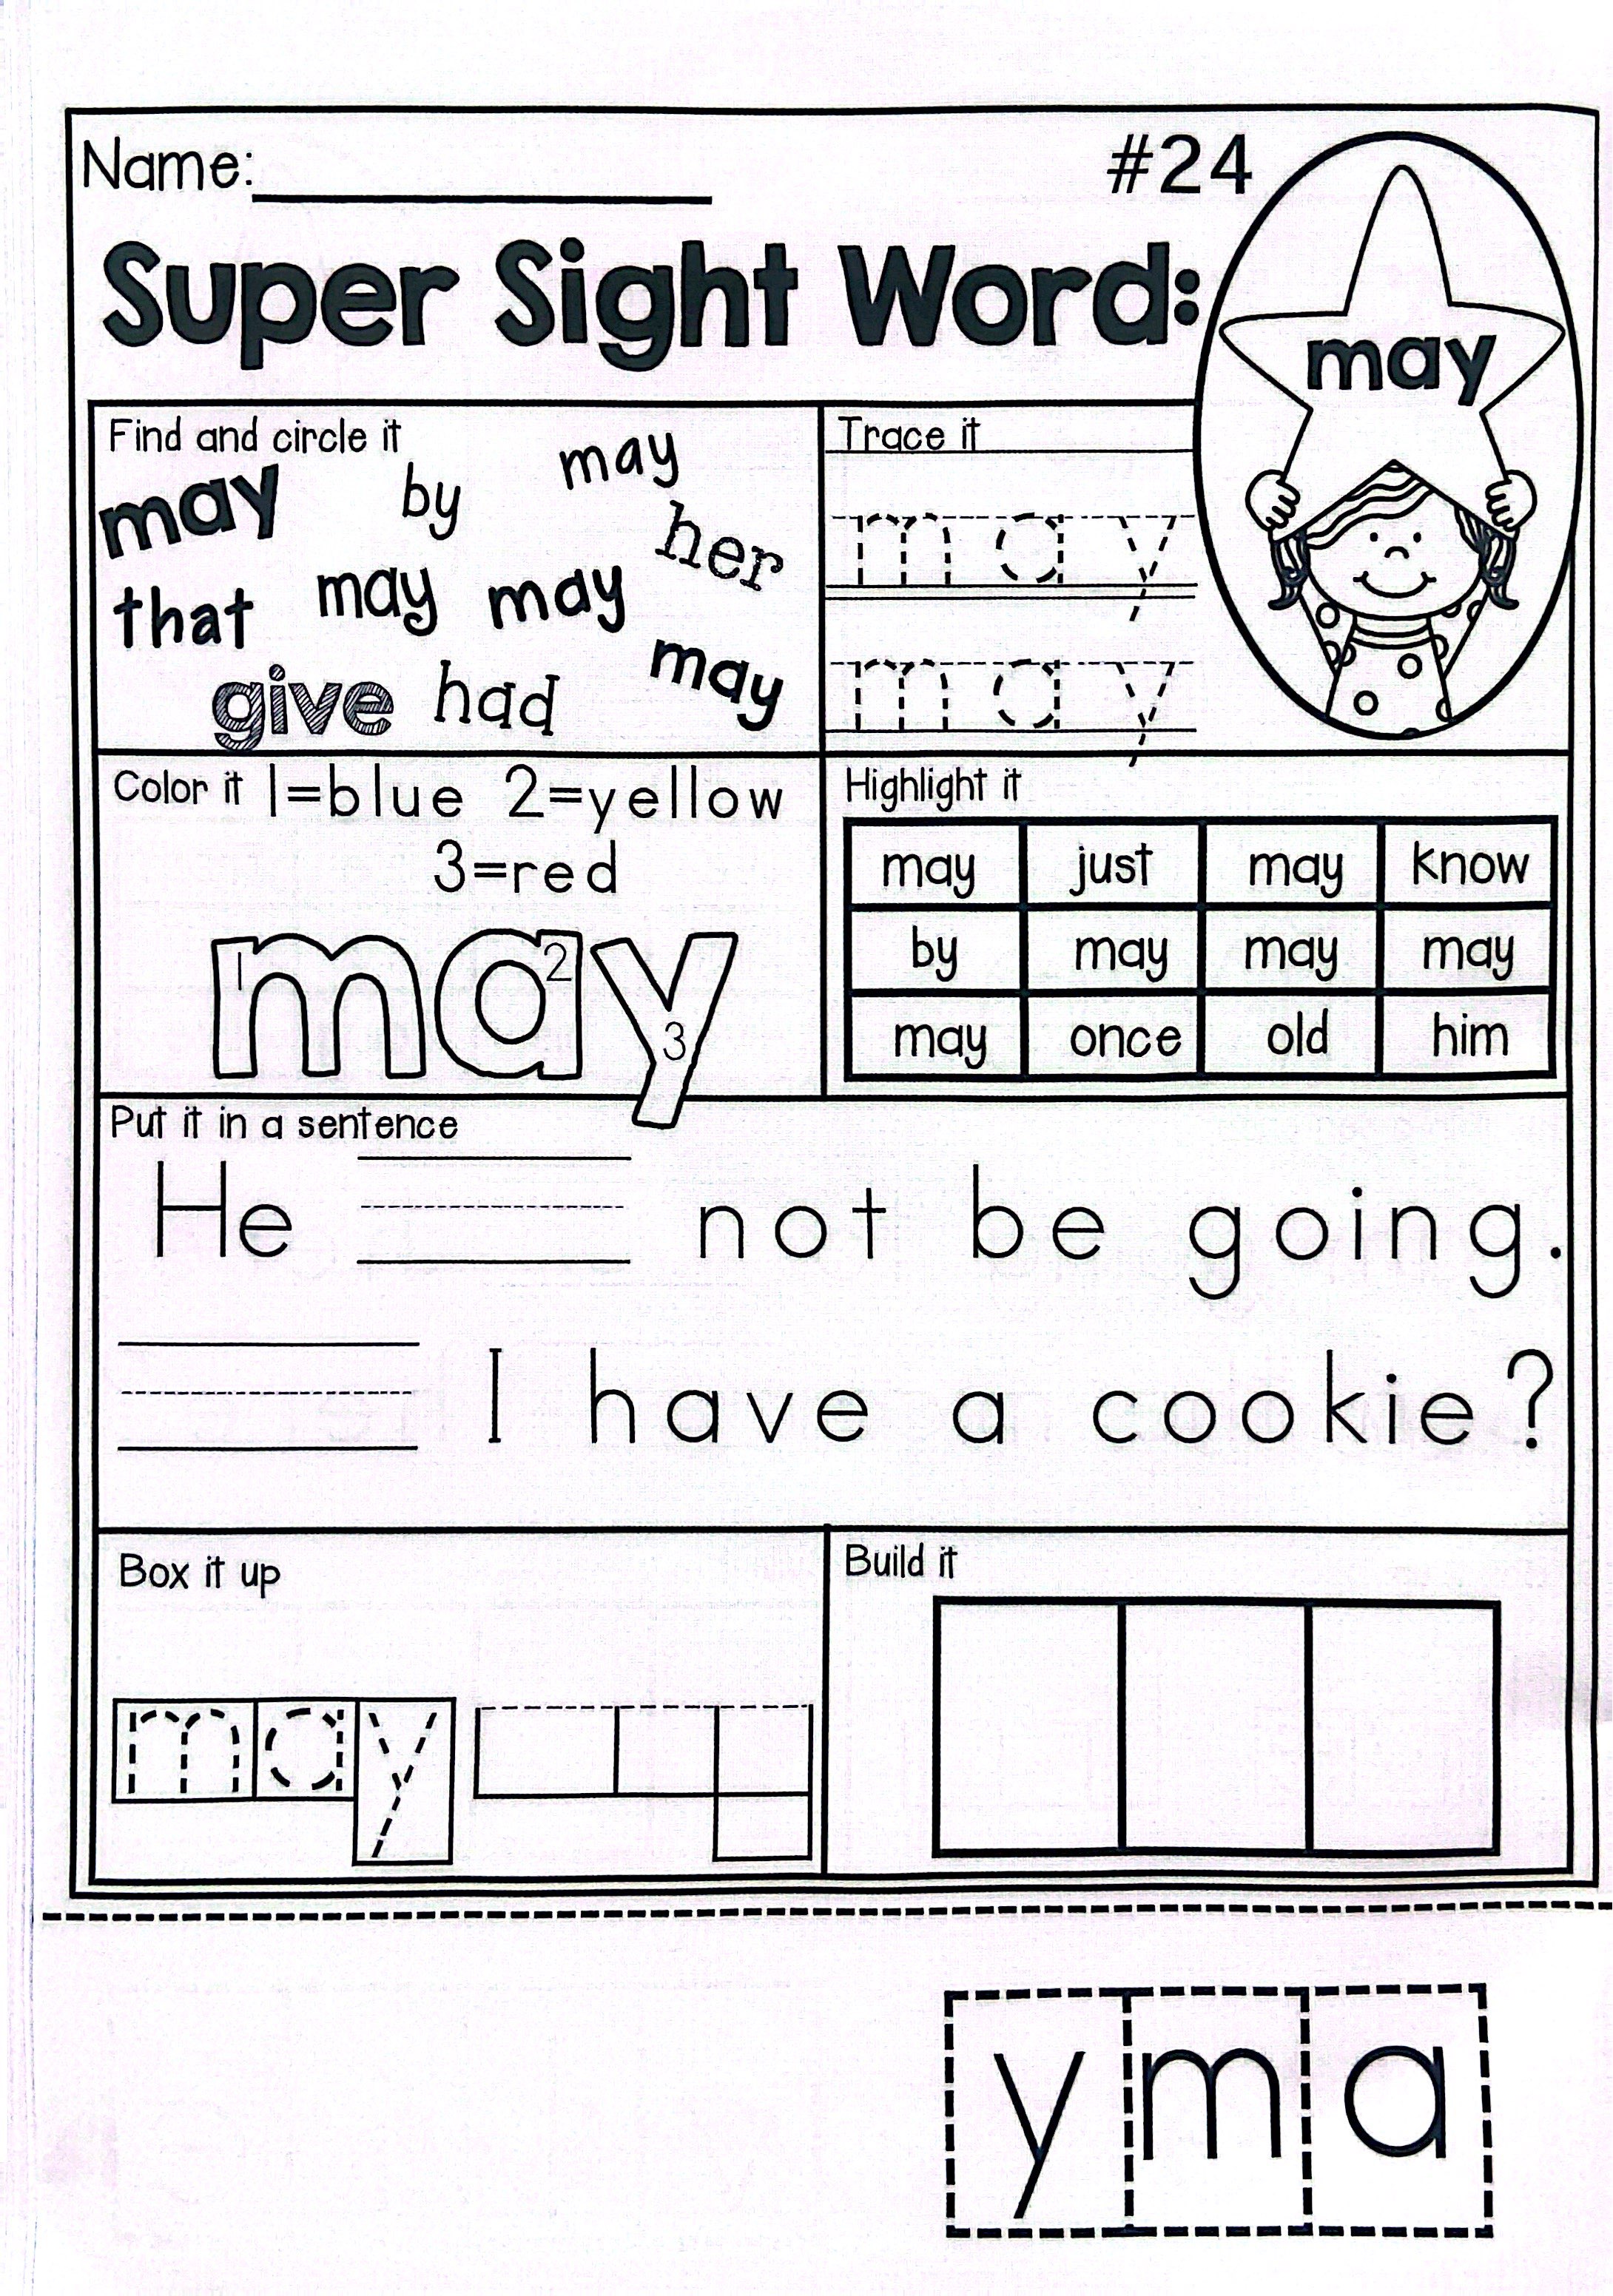 Name: #24
Super Sight Word:
may
Find and circle it
may by may
her
that may may
may
give had
Trace it
may
may
Color it 1=blue 2=yellow
3=red
1 2 3
may
Highlight it
may just may know
by may may may
may once old him
Put it in a sentence
He not be going.
I have a cookie?
Box it up
may
Build it
y m a